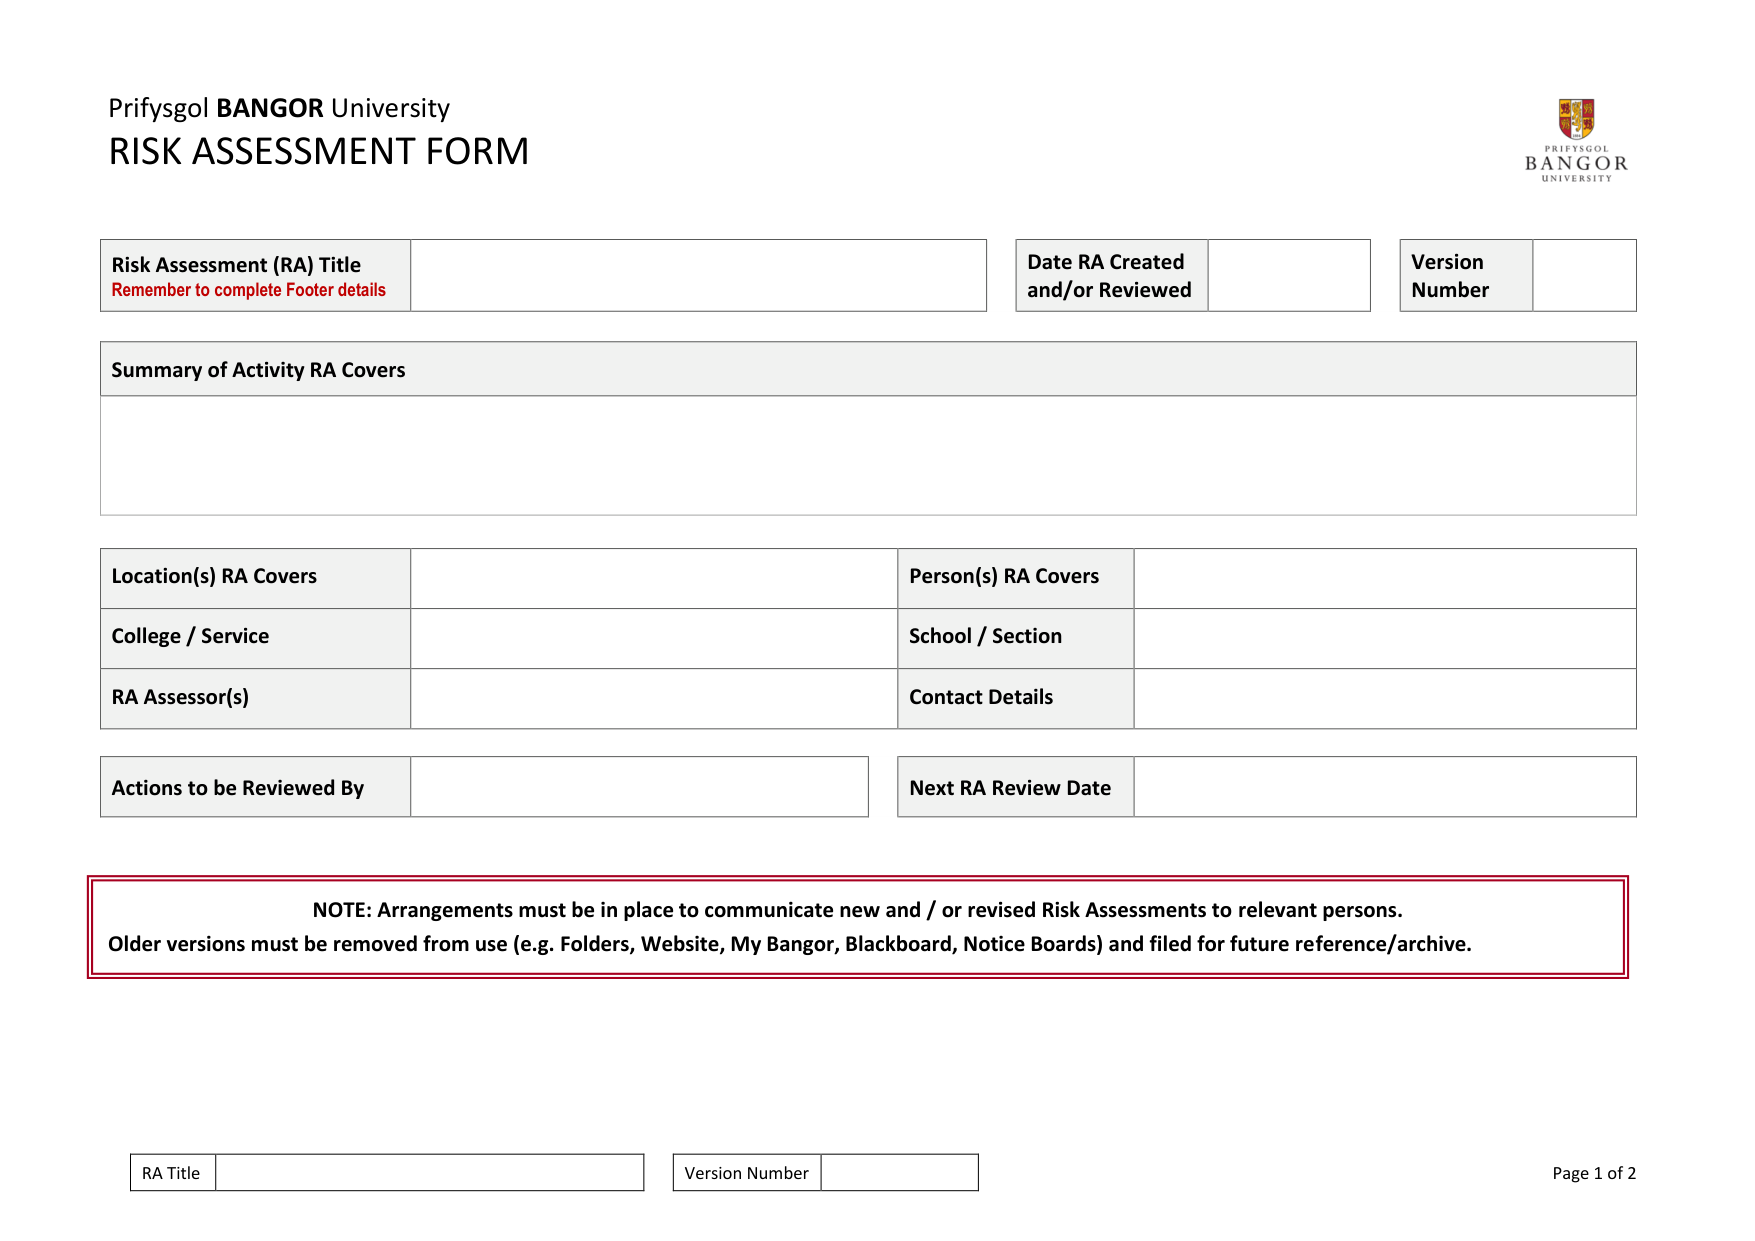 Prifysgol BANGOR University
RISK ASSESSMENT FORM
PRIFYSGOL
BANGOR
UNIVERSITY
Risk Assessment (RA) Title
Remember to complete Footer details
Date RA Created
and/or Reviewed
Version
Number
Summary of Activity RA Covers
Location(s) RA Covers
Person(s) RA Covers
College / Service
School / Section
RA Assessor(s)
Contact Details
Actions to be Reviewed By
Next RA Review Date
NOTE: Arrangements must be in place to communicate new and / or revised Risk Assessments to relevant persons.
Older versions must be removed from use (e.g. Folders, Website, My Bangor, Blackboard, Notice Boards) and filed for future reference/archive.
RA Title
Version Number
Page 1 of 2